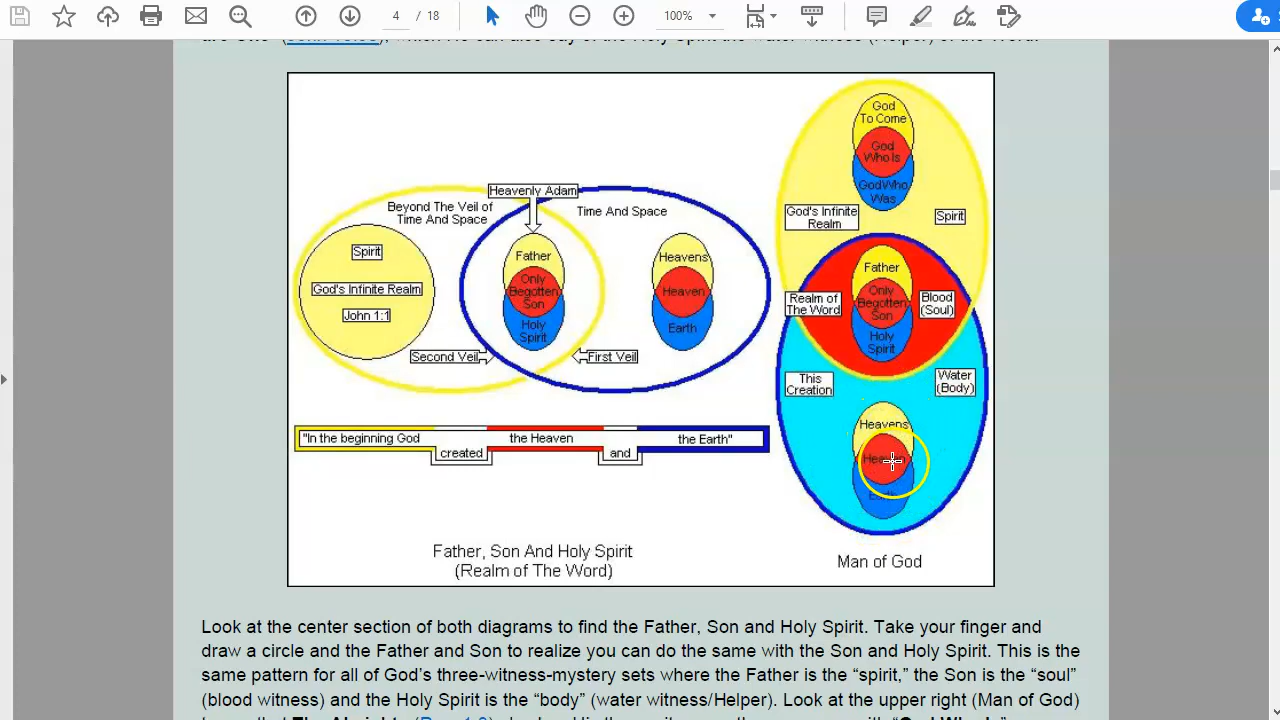 4 / 18
100%
Heavenly Adam
Beyond The Veil of
Time And Space
Time And Space
Spirit
God's Infinite Realm
John 1:1
Father
Only
Begotten
Son
Holy
Spirit
Heavens
Heaven
Earth
Second Veil
First Veil
"In the beginning God
created
the Heaven
and
the Earth"
Father, Son And Holy Spirit
(Realm of The Word)
God
To Come
God
Who Is
God Who
Was
God's Infinite
Realm
Spirit
Father
Only
Begotten
Son
Holy
Spirit
Realm of
The Word
Blood
(Soul)
This
Creation
Water
(Body)
Heavens
Heaven
Earth
Man of God
Look at the center section of both diagrams to find the Father, Son and Holy Spirit. Take your finger and
draw a circle and the Father and Son to realize you can do the same with the Son and Holy Spirit. This is the
same pattern for all of God's three-witness-mystery sets where the Father is the “spirit,” the Son is the “soul”
(blood witness) and the Holy Spirit is the “body” (water witness/Helper). Look at the upper right (Man of God)